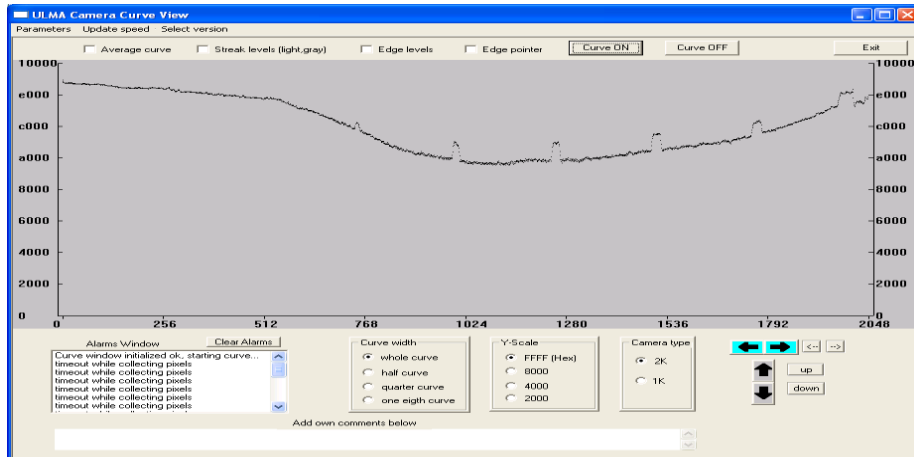 ULMA Camera Curve View
Parameters Update speed Select version
Average curve Streak levels (light,gray) Edge levels Edge pointer Curve ON Curve OFF Exit
10000 10000
e000 e000
c000 c000
a000 a000
8000 8000
6000 6000
4000 4000
2000 2000
0 0
0 256 512 768 1024 1280 1536 1792 2048
Alarms Window Clear Alarms
Curve window initialized ok, starting curve...
timeout while collecting pixels
timeout while collecting pixels
timeout while collecting pixels
timeout while collecting pixels
timeout while collecting pixels
Curve width
whole curve
half curve
quarter curve
one eigth curve
Y-Scale
FFFF (Hex)
8000
4000
2000
Camera type
2K
1K
<-- -->
up
down
Add own comments below